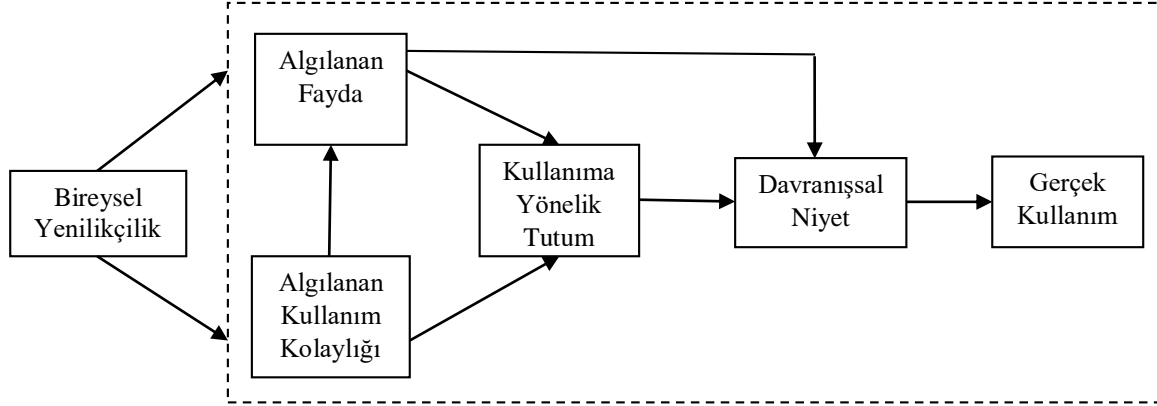 Algılanan
Fayda
Bireysel
Yenilikçilik
Kullanıma
Yönelik
Tutum
Davranışsal
Niyet
Gerçek
Kullanım
Algılanan
Kullanım
Kolaylığı